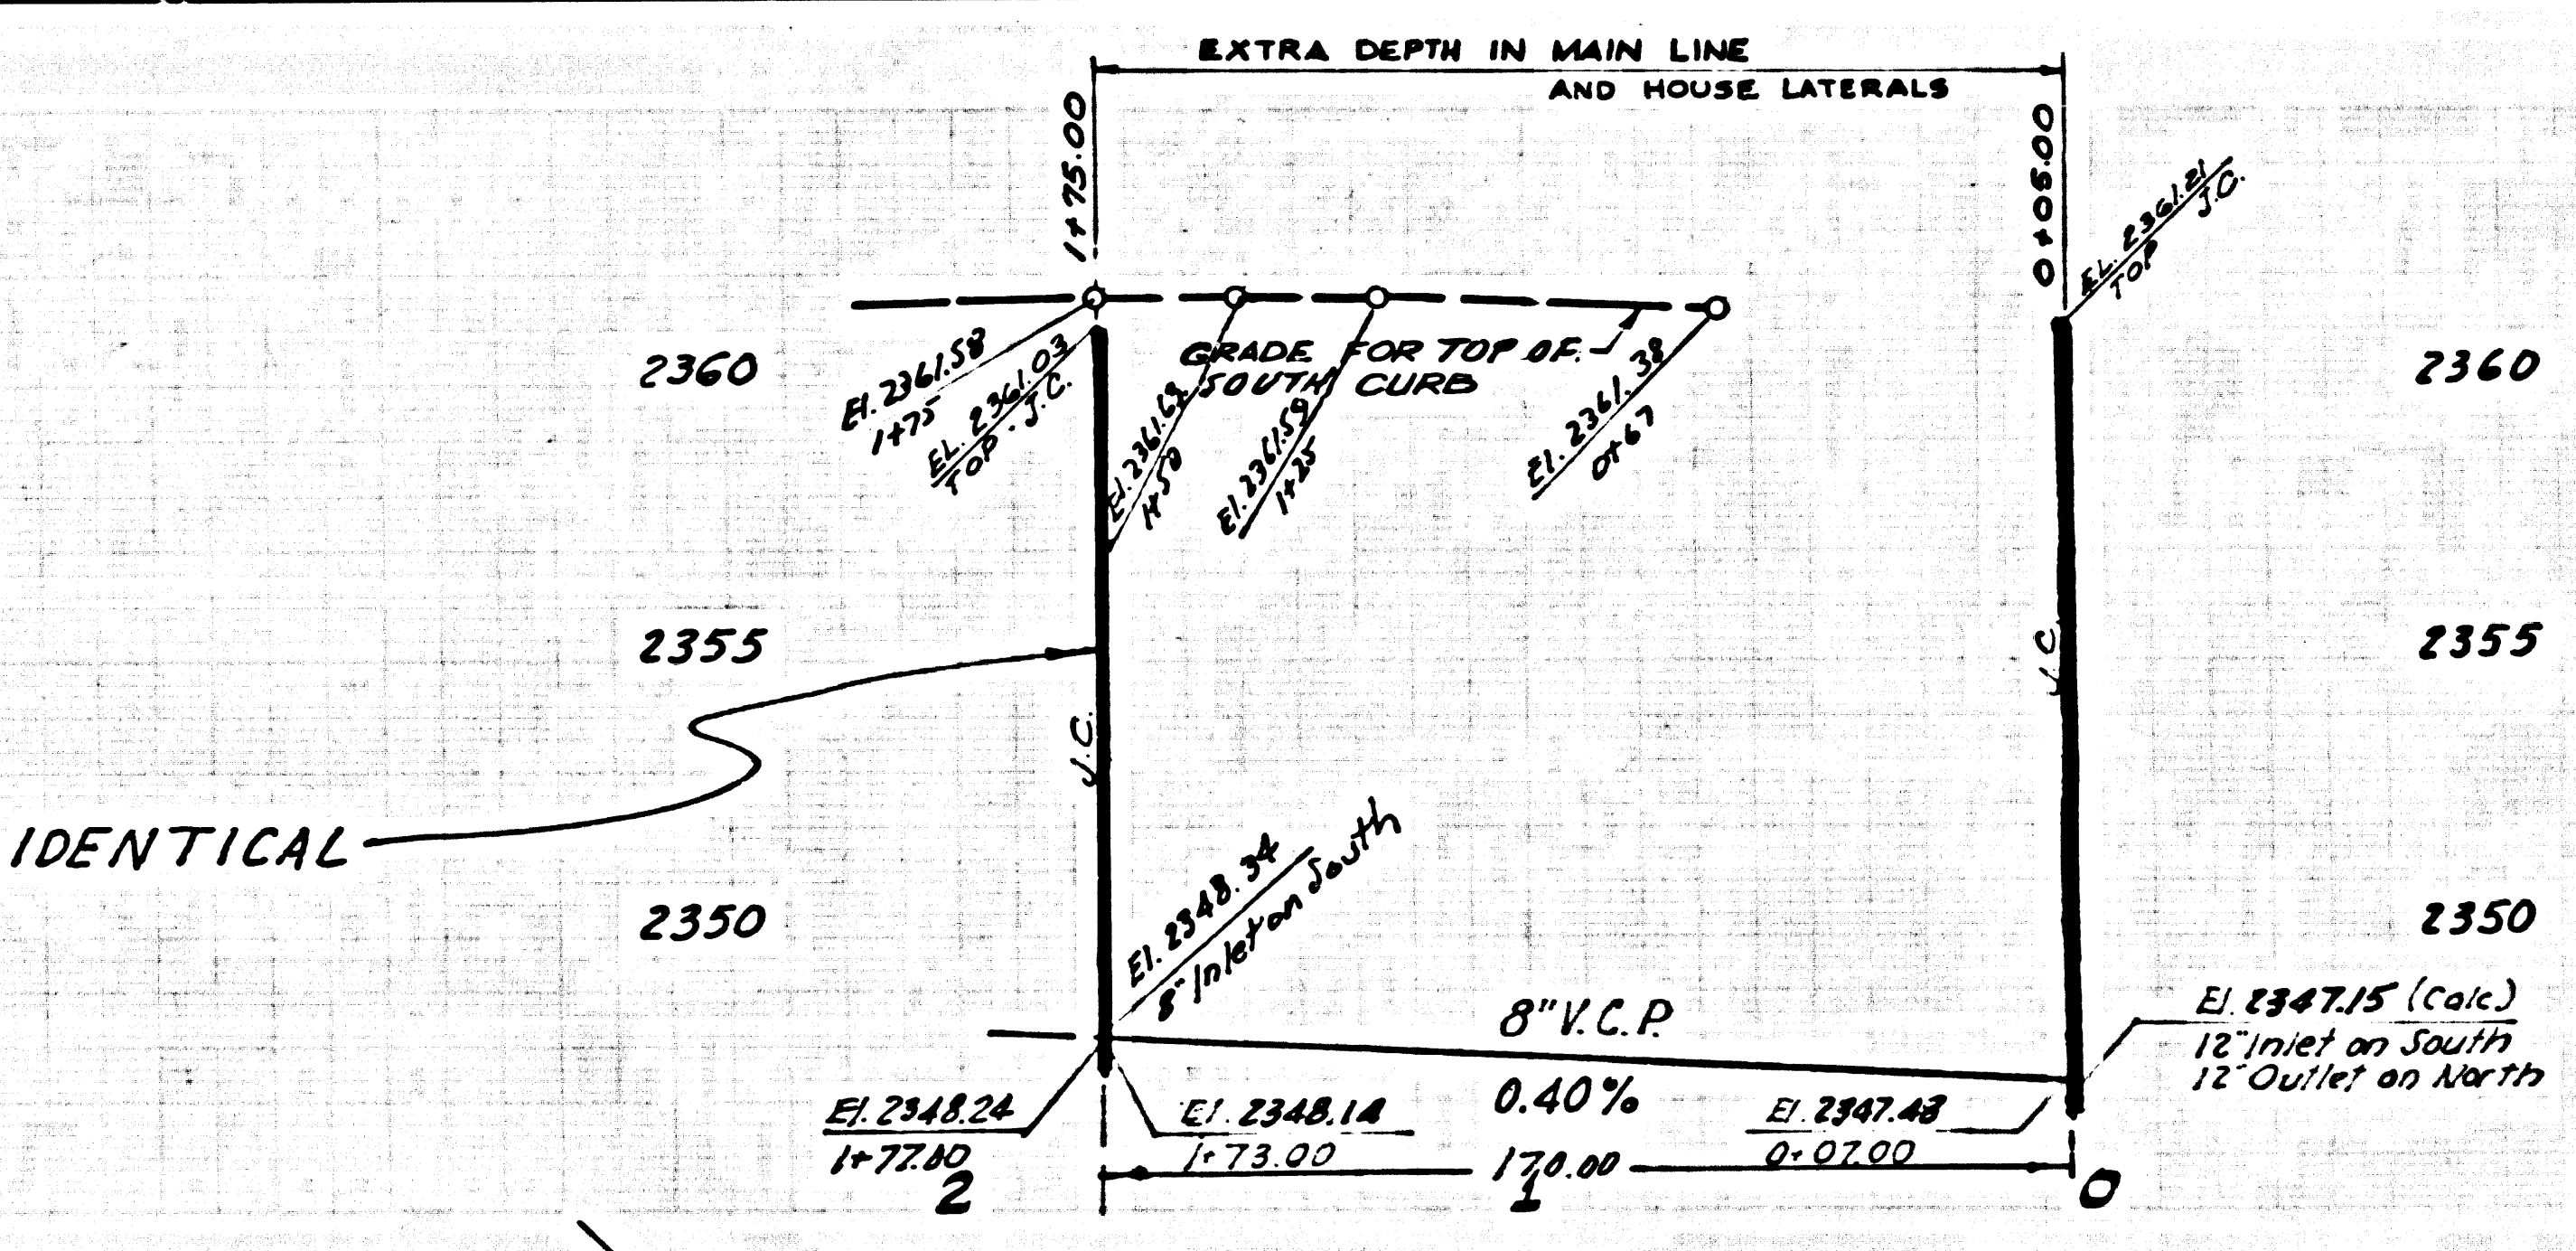 EXTRA DEPTH IN MAIN LINE
AND HOUSE LATERALS
1+75.00
0+05.00
EL. 2361.21
TOP J.C.
2360
El. 2361.58
1+75
EL. 2361.03
TOP - J.C.
GRADE FOR TOP OF
SOUTH CURB
El. 2361.62
1+50
El. 2361.59
1+25
El. 2361.38
0+67
2360
2355
J.C.
2355
J.C.
IDENTICAL
2350
El. 2348.34
8" Inlet on South
2350
8" V.C.P.
El. 2347.15 (Calc)
12" Inlet on South
12" Outlet on North
El. 2348.24
1+77.00
El. 2348.14
1+73.00
0.40%
170.00
El. 2347.48
0+07.00
2
1
0